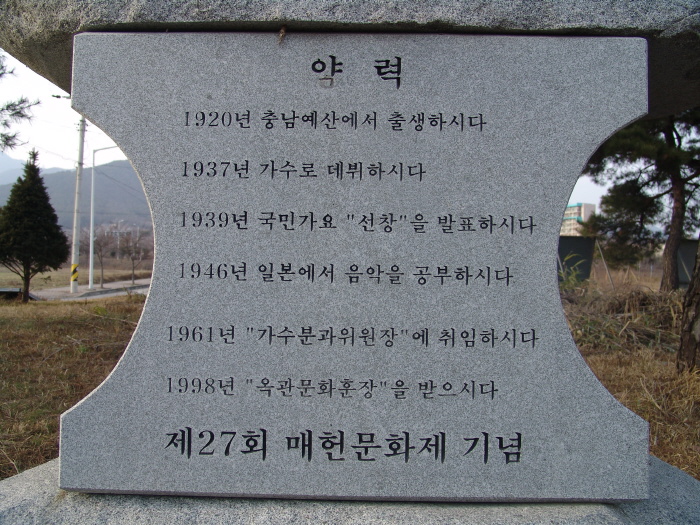 약 력
1920년 충남예산에서 출생하시다
1937년 가수로 데뷔하시다
1939년 국민가요 "선창"을 발표하시다
1946년 일본에서 음악을 공부하시다
1961년 "가수분과위원장"에 취임하시다
1998년 "옥관문화훈장"을 받으시다
제27회 매헌문화제 기념